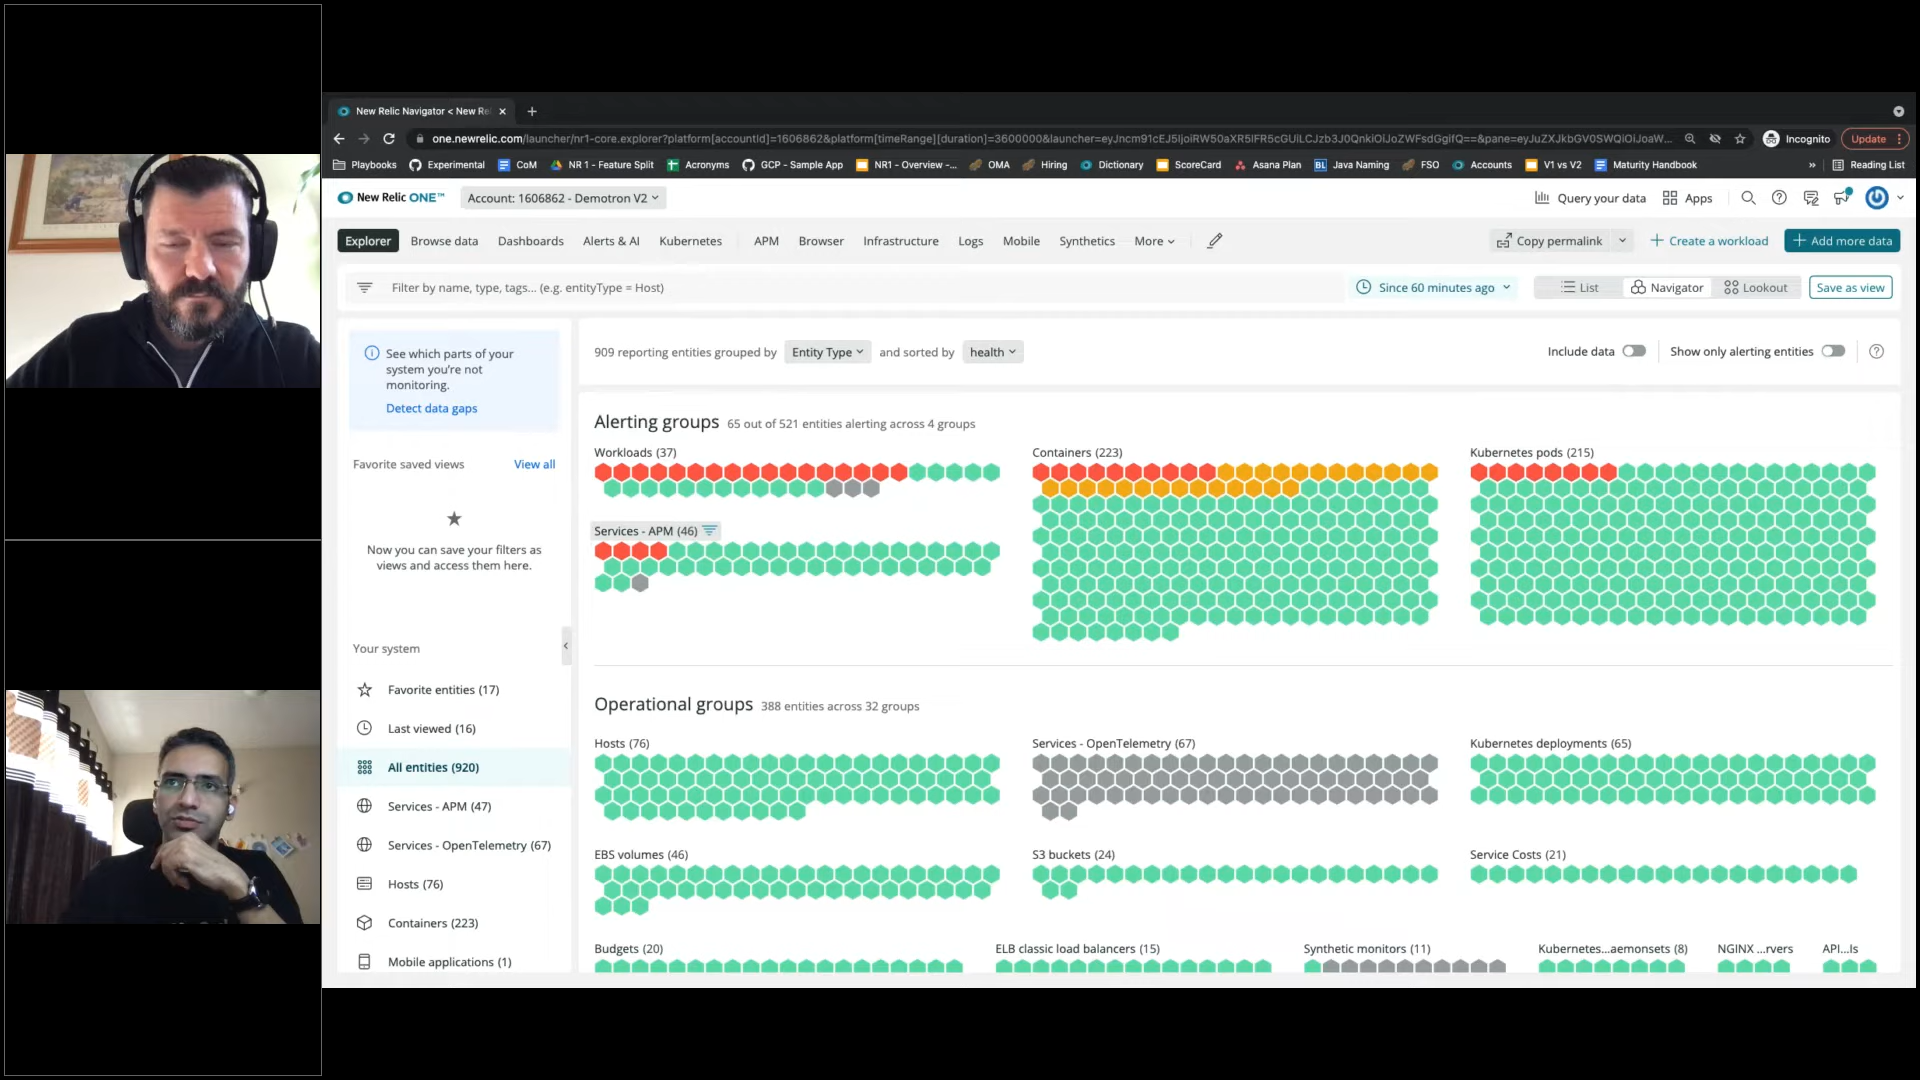 New Relic Navigator < New Re
one.newrelic.com/launcher/nr1-core.explorer?platform[accountId]=1606862&platform[timeRange][duration]=3600000&launcher=
Incognito
Update
Playbooks
Experimental
CoM
NR 1 - Feature Split
Acronyms
GCP - Sample App
NR1 - Overview -...
OMA
Hiring
Dictionary
ScoreCard
Asana Plan
BL Java Naming
FSO
Accounts
V1 vs V2
Maturity Handbook
»
Reading List
New Relic ONE™
Account: 1606862 - Demotron V2
Query your data
Apps
Explorer
Browse data
Dashboards
Alerts & AI
Kubernetes
APM
Browser
Infrastructure
Logs
Mobile
Synthetics
More
Copy permalink
+ Create a workload
+ Add more data
Filter by name, type, tags... (e.g. entityType = Host)
Since 60 minutes ago
List
Navigator
Lookout
Save as view
See which parts of your
system you're not
monitoring.
Detect data gaps
Favorite saved views
View all
Now you can save your filters as
views and access them here.
Your system
Favorite entities (17)
Last viewed (16)
All entities (920)
Services - APM (47)
Services - OpenTelemetry (67)
Hosts (76)
Containers (223)
Mobile applications (1)
909 reporting entities grouped by Entity Type and sorted by health
Include data
Show only alerting entities
Alerting groups 65 out of 521 entities alerting across 4 groups
Workloads (37)
Containers (223)
Kubernetes pods (215)
Services - APM (46)
Operational groups 388 entities across 32 groups
Hosts (76)
Services - OpenTelemetry (67)
Kubernetes deployments (65)
EBS volumes (46)
S3 buckets (24)
Service Costs (21)
Budgets (20)
ELB classic load balancers (15)
Synthetic monitors (11)
Kubernetes...aemonsets (8)
NGINX ...rvers
API...ls